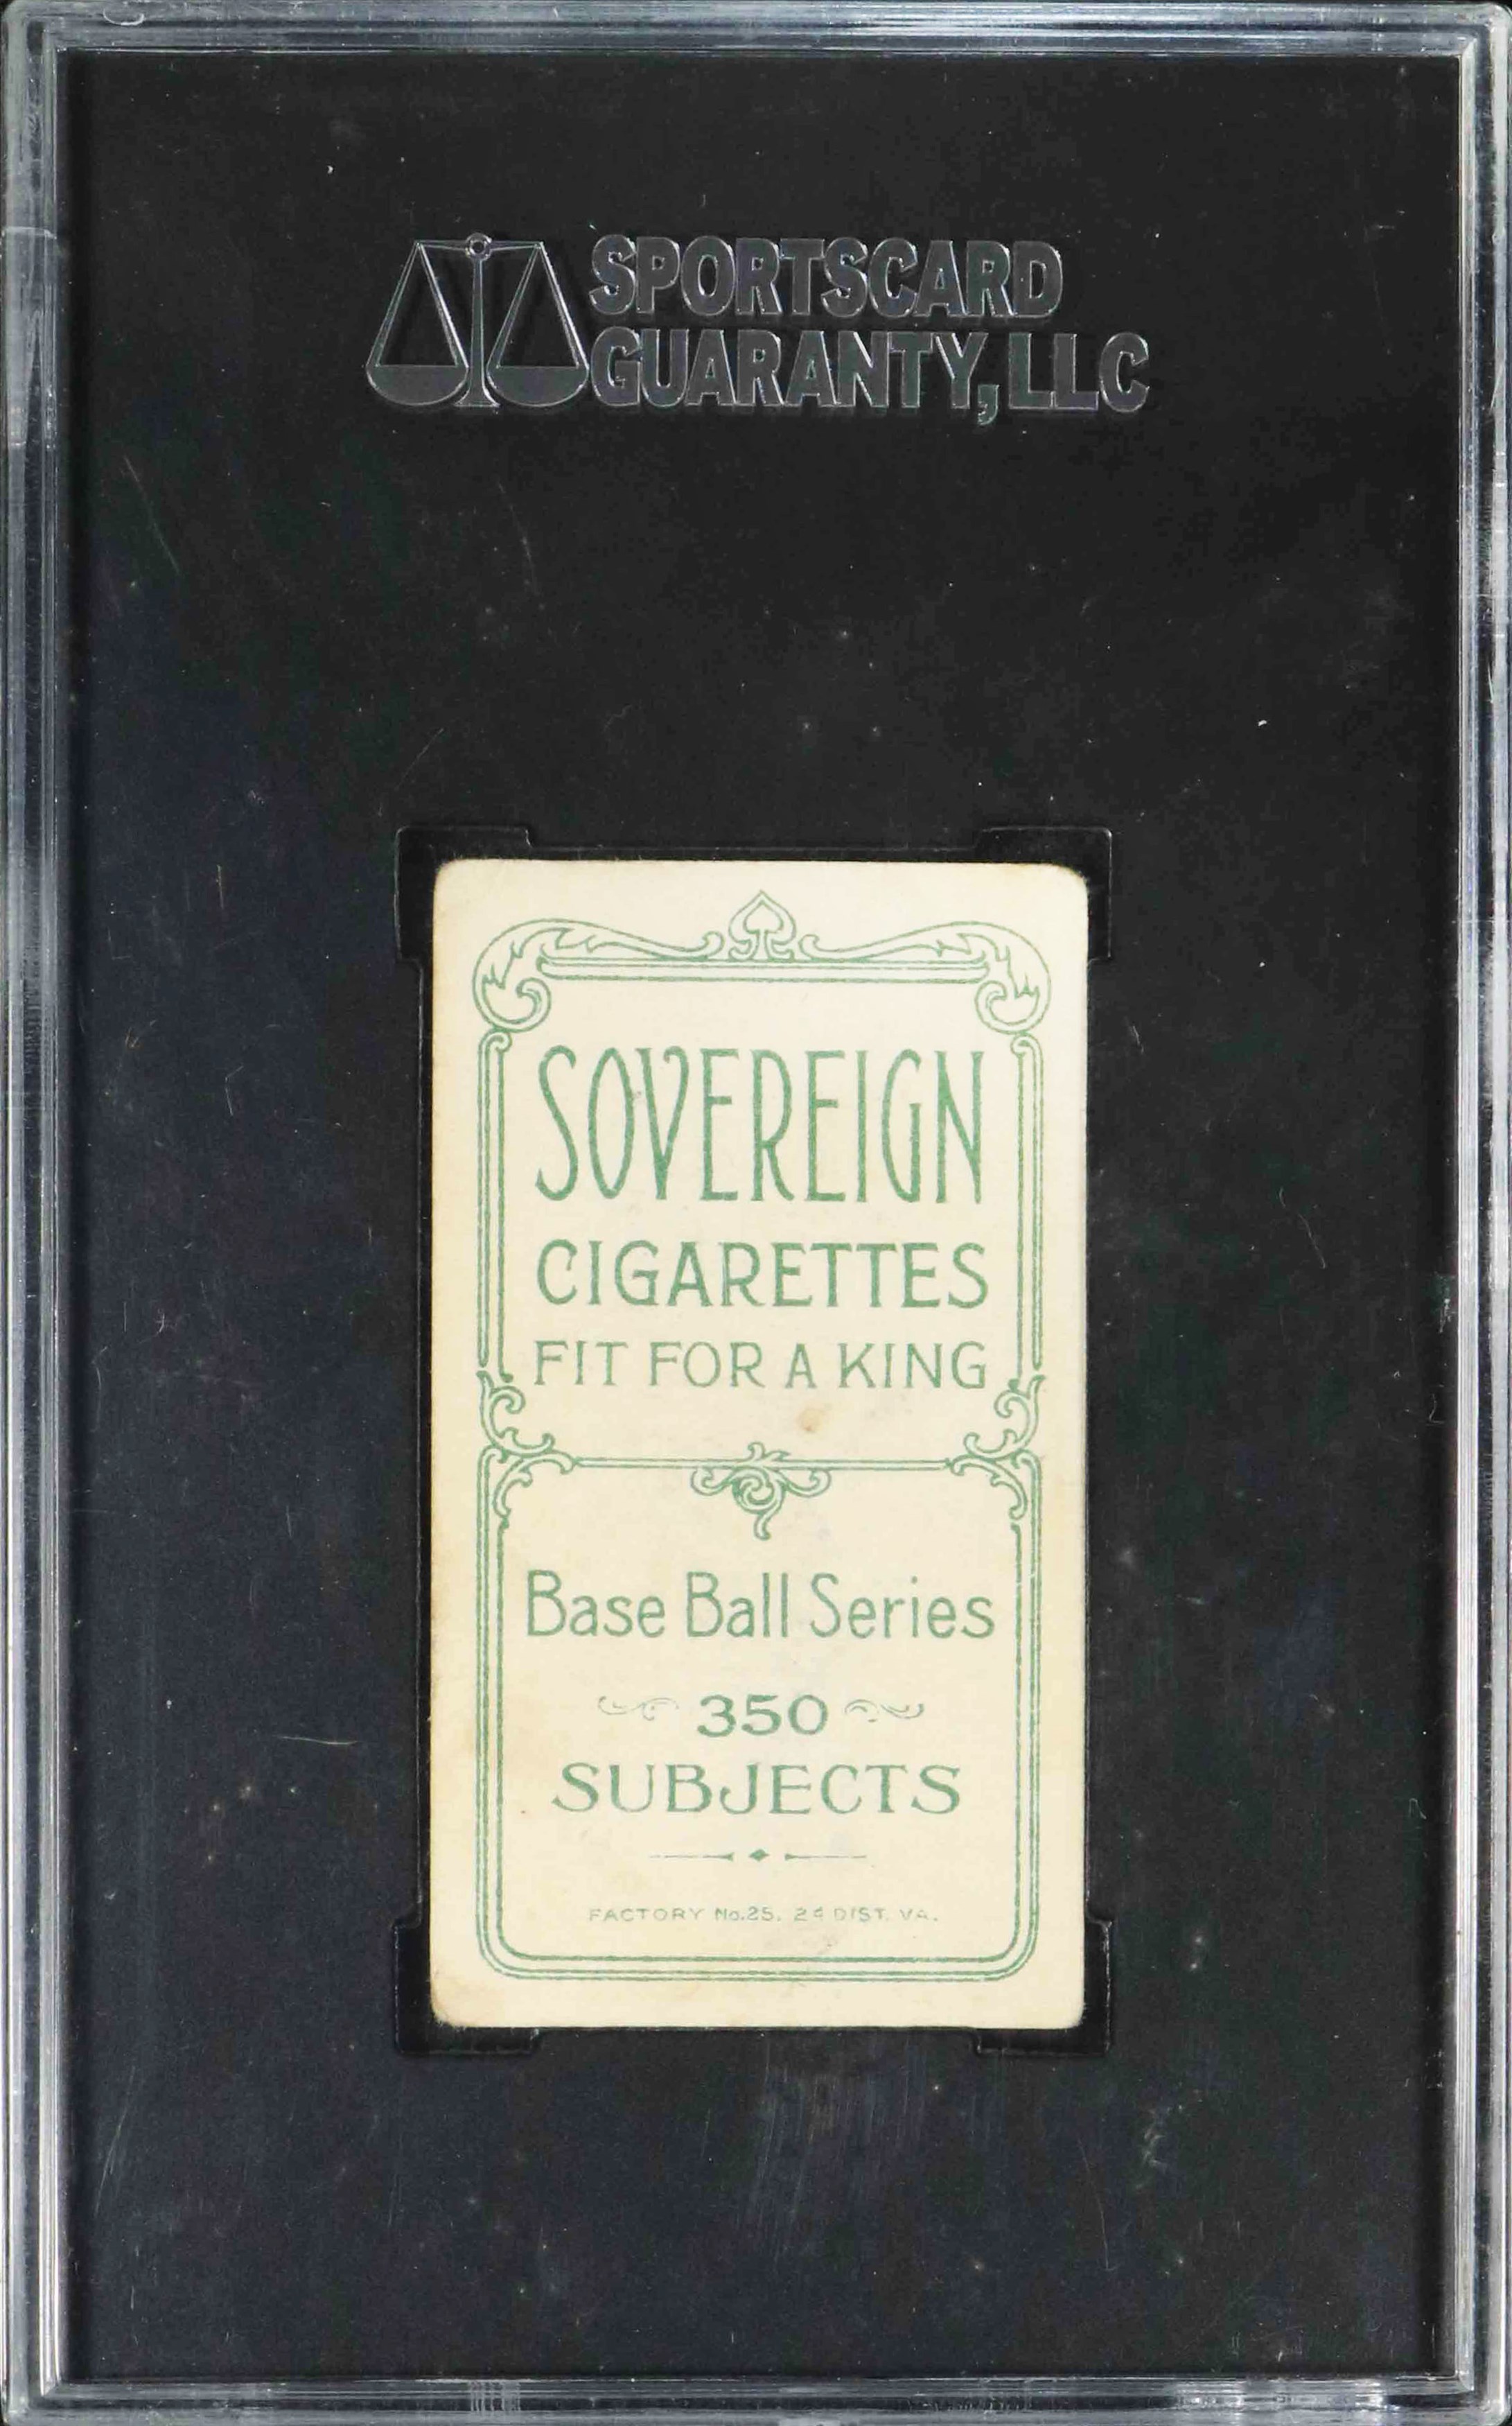 SPORTSCARD
GUARANTY, LLC
SOVEREIGN
CIGARETTES
FIT FOR A KING
Base Ball Series
350
SUBJECTS
FACTORY No.25, 2d DIST. VA.